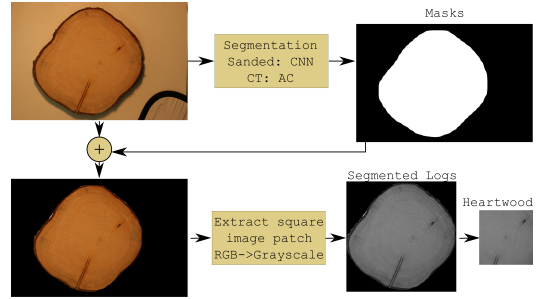 Masks
Segmentation
Sanded: CNN
CT: AC
+
Segmented Logs
Heartwood
Extract square
image patch
RGB->Grayscale